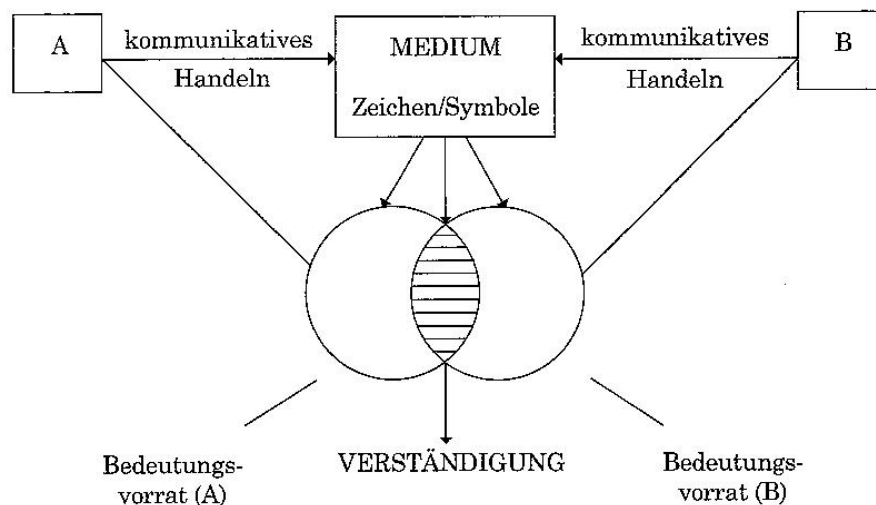 A
kommunikatives
Handeln
MEDIUM
Zeichen/Symbole
kommunikatives
Handeln
B
Bedeutungs-
vorrat (A)
VERSTÄNDIGUNG
Bedeutungs-
vorrat (B)